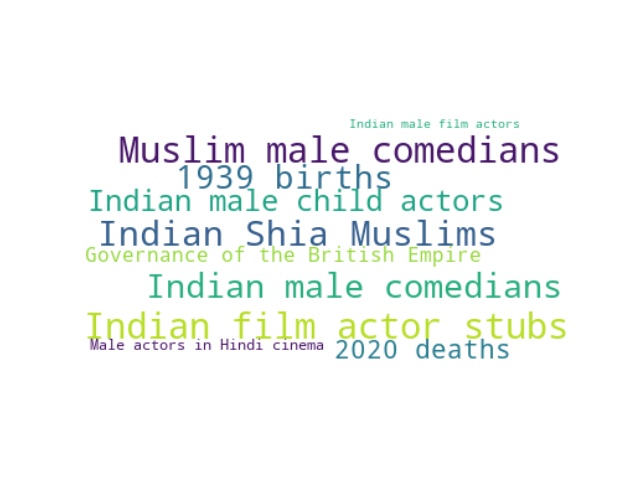 Indian male film actors
Muslim male comedians
1939 births
Indian male child actors
Indian Shia Muslims
Governance of the British Empire
Indian male comedians
Indian film actor stubs
Male actors in Hindi cinema
2020 deaths